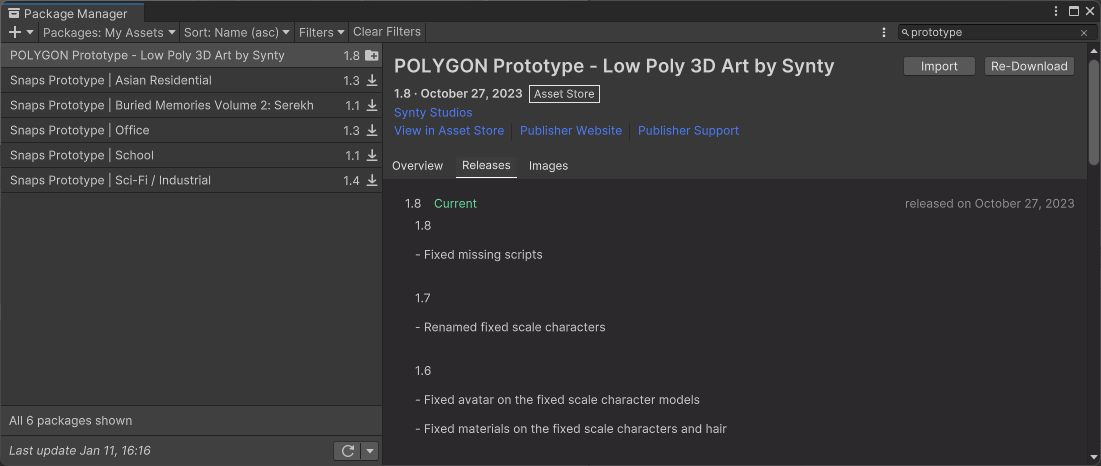 Package Manager
Packages: My Assets Sort: Name (asc) Filters Clear Filters prototype
POLYGON Prototype - Low Poly 3D Art by Synty 1.8
Snaps Prototype | Asian Residential 1.3
Snaps Prototype | Buried Memories Volume 2: Serekh 1.1
Snaps Prototype | Office 1.3
Snaps Prototype | School 1.1
Snaps Prototype | Sci-Fi / Industrial 1.4
All 6 packages shown
Last update Jan 11, 16:16
POLYGON Prototype - Low Poly 3D Art by Synty Import Re-Download
1.8 · October 27, 2023 Asset Store
Synty Studios
View in Asset Store Publisher Website Publisher Support
Overview Releases Images
1.8 Current released on October 27, 2023
1.8
- Fixed missing scripts
1.7
- Renamed fixed scale characters
1.6
- Fixed avatar on the fixed scale character models
- Fixed materials on the fixed scale characters and hair